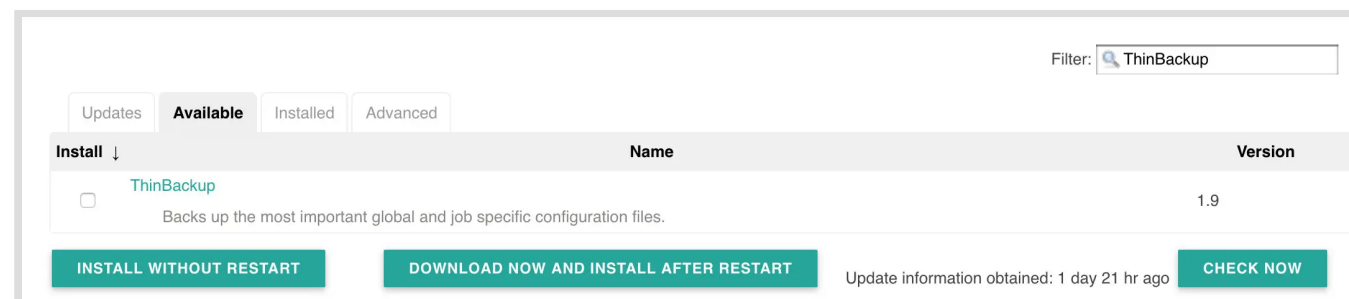 Filter: ThinBackup
Updates Available Installed Advanced
Install ↓ Name Version
ThinBackup
Backs up the most important global and job specific configuration files.
1.9
INSTALL WITHOUT RESTART DOWNLOAD NOW AND INSTALL AFTER RESTART Update information obtained: 1 day 21 hr ago CHECK NOW